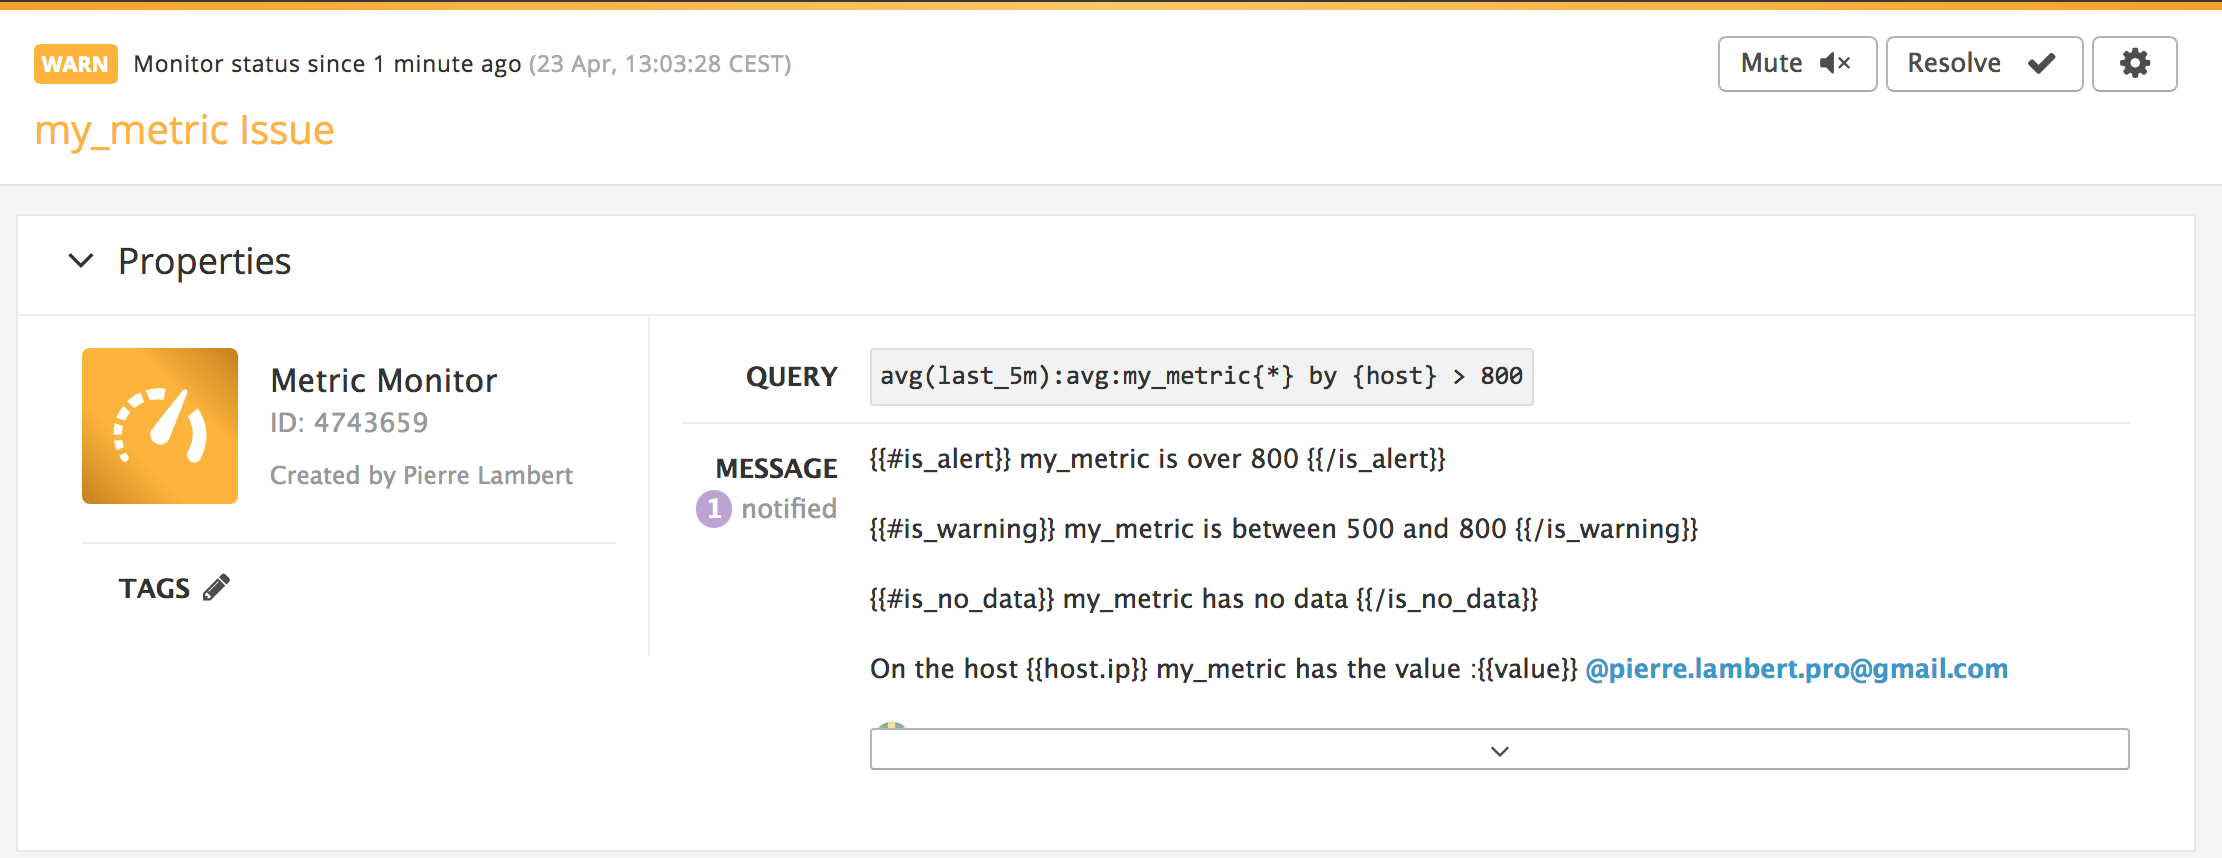 WARN Monitor status since 1 minute ago (23 Apr, 13:03:28 CEST)
Mute
Resolve
my_metric Issue
Properties
Metric Monitor
ID: 4743659
Created by Pierre Lambert
TAGS
QUERY
avg(last_5m):avg:my_metric{*} by {host} > 800
MESSAGE
1 notified
{{#is_alert}} my_metric is over 800 {{/is_alert}}
{{#is_warning}} my_metric is between 500 and 800 {{/is_warning}}
{{#is_no_data}} my_metric has no data {{/is_no_data}}
On the host {{host.ip}} my_metric has the value :{{value}} @pierre.lambert.pro@gmail.com